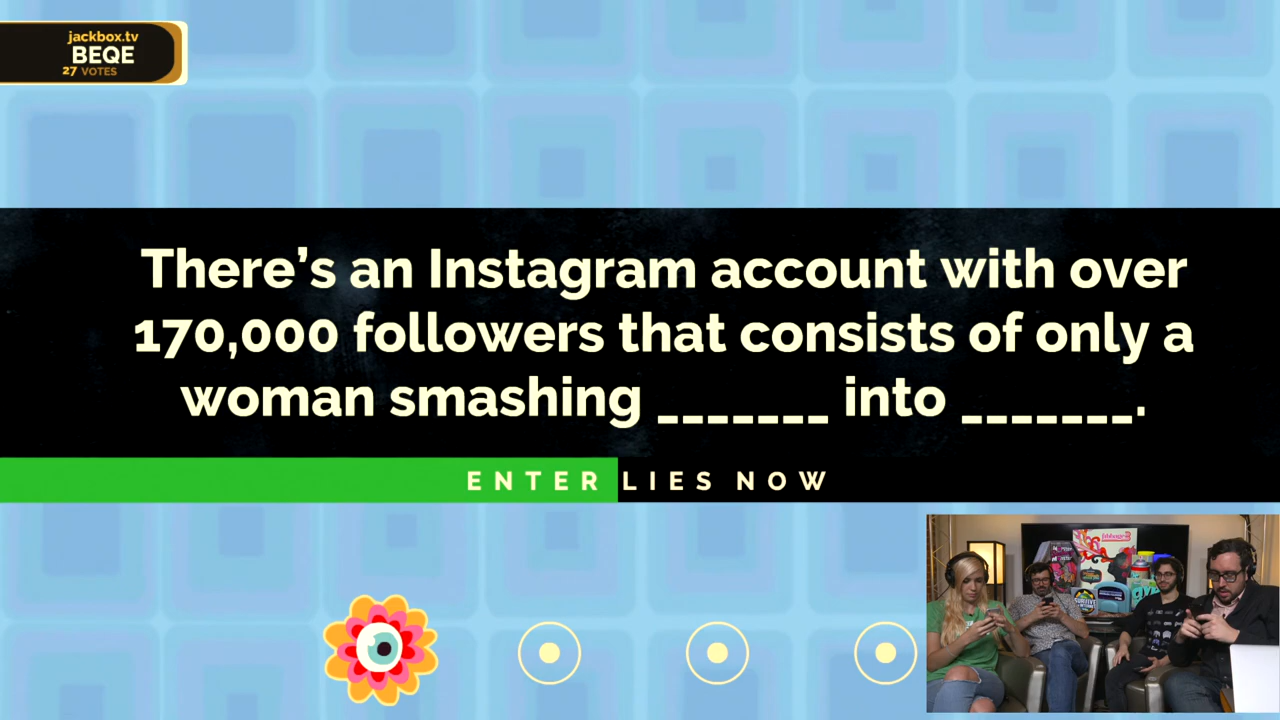 jackbox.tv
BEQE
27 VOTES
There's an Instagram account with over
170,000 followers that consists of only a
woman smashing _______ into _______.
ENTER LIES NOW